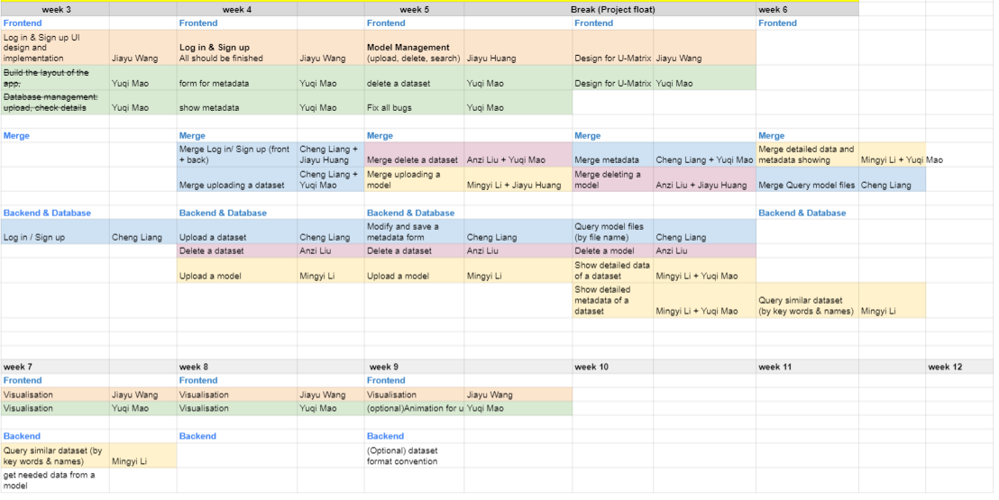 week 3 week 4 week 5 Break (Project float) week 6
Frontend Frontend Frontend Frontend Frontend
Log in & Sign up UI
design and
implementation Jiayu Wang
Log in & Sign up
All should be finished Jiayu Wang
Model Management
(upload, delete, search) Jiayu Huang
Design for U-Matrix Jiayu Wang
Build the layout of the
app, Yuqi Mao
form for metadata Yuqi Mao
delete a dataset Yuqi Mao
Design for U-Matrix Yuqi Mao
Database management:
upload, check details Yuqi Mao
show metadata Yuqi Mao
Fix all bugs Yuqi Mao
Merge Merge Merge Merge Merge
Merge Log in/ Sign up (front
+ back)
Cheng Liang +
Jiayu Huang
Merge delete a dataset Anzi Liu + Yuqi Mao
Merge metadata Cheng Liang + Yuqi Mao
Merge detailed data and
metadata showing Mingyi Li + Yuqi Mao
Merge uploading a dataset
Cheng Liang +
Yuqi Mao
Merge uploading a
model Mingyi Li + Jiayu Huang
Merge deleting a
model Anzi Liu + Jiayu Huang
Merge Query model files Cheng Liang
Backend & Database Backend & Database Backend & Database Backend & Database
Log in / Sign up Cheng Liang
Upload a dataset Cheng Liang
Modify and save a
metadata form Cheng Liang
Query model files
(by file name) Cheng Liang
Delete a dataset Anzi Liu
Delete a dataset Anzi Liu
Delete a model Anzi Liu
Upload a model Mingyi Li
Upload a model Mingyi Li
Show detailed data
of a dataset Mingyi Li + Yuqi Mao
Show detailed
metadata of a
dataset Mingyi Li + Yuqi Mao
Query similar dataset
(by key words & names) Mingyi Li
week 7 week 8 week 9 week 10 week 11 week 12
Frontend Frontend Frontend
Visualisation Jiayu Wang Visualisation Jiayu Wang Visualisation Jiayu Wang
Visualisation Yuqi Mao Visualisation Yuqi Mao (optional)Animation for u Yuqi Mao
Backend Backend Backend
Query similar dataset (by
key words & names) Mingyi Li
(Optional) dataset
format convention
get needed data from a
model